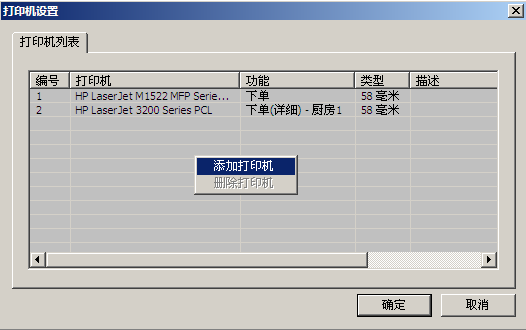 打印机设置
打印机列表
编号 打印机 功能 类型 描述
1 HP LaserJet M1522 MFP Serie... 下单 58 毫米
2 HP LaserJet 3200 Series PCL 下单(详细) - 厨房1 58 毫米
添加打印机
删除打印机
确定 取消